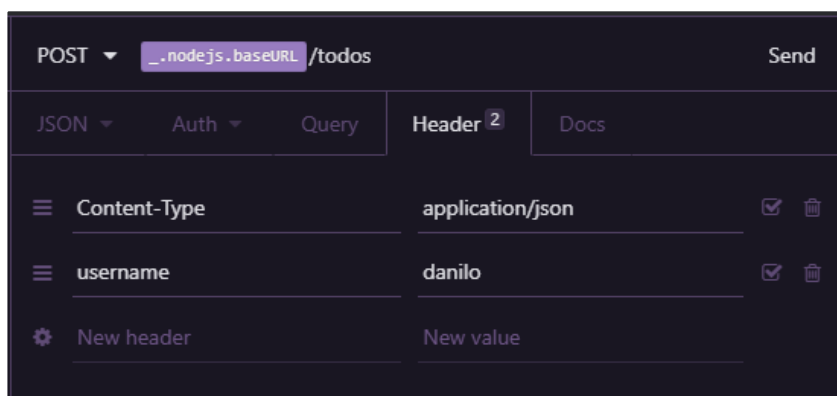 POST _.nodejs.baseURL /todos Send
JSON Auth Query Header 2 Docs
Content-Type application/json
username danilo
New header New value